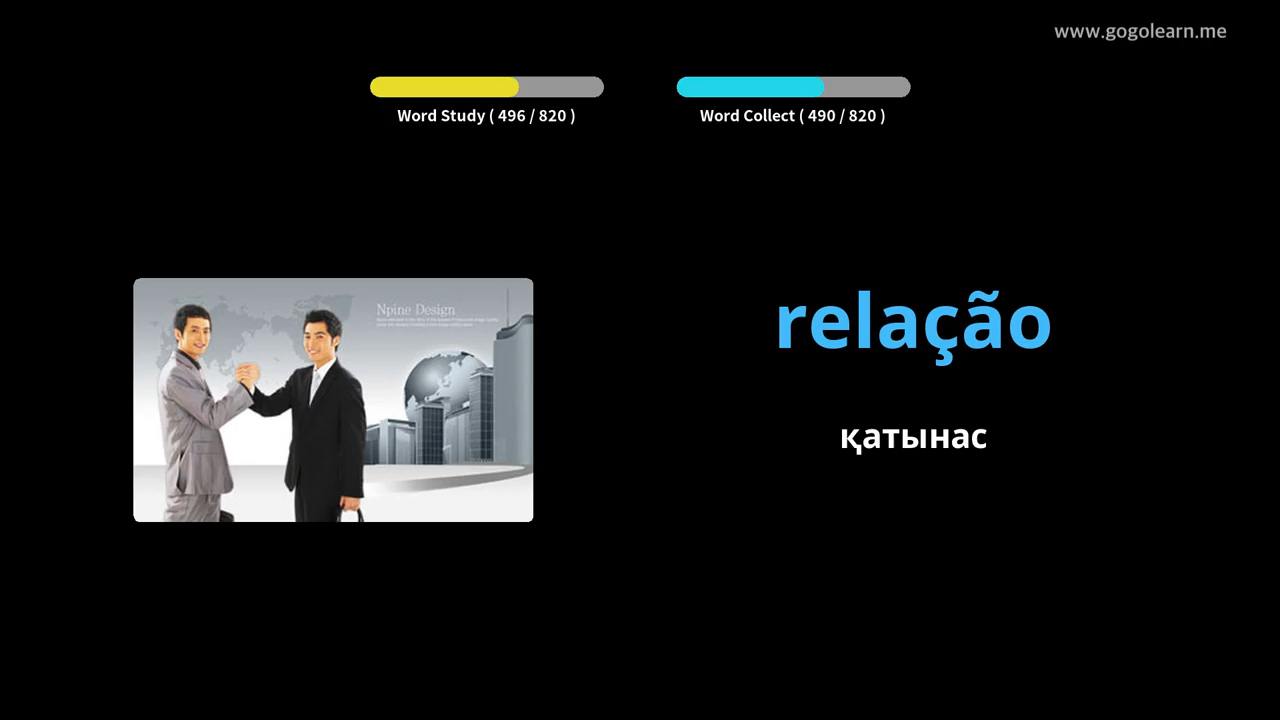 www.gogolearn.me
Word Study ( 496 / 820 )
Word Collect ( 490 / 820 )
Npine Design
relação
қатынас